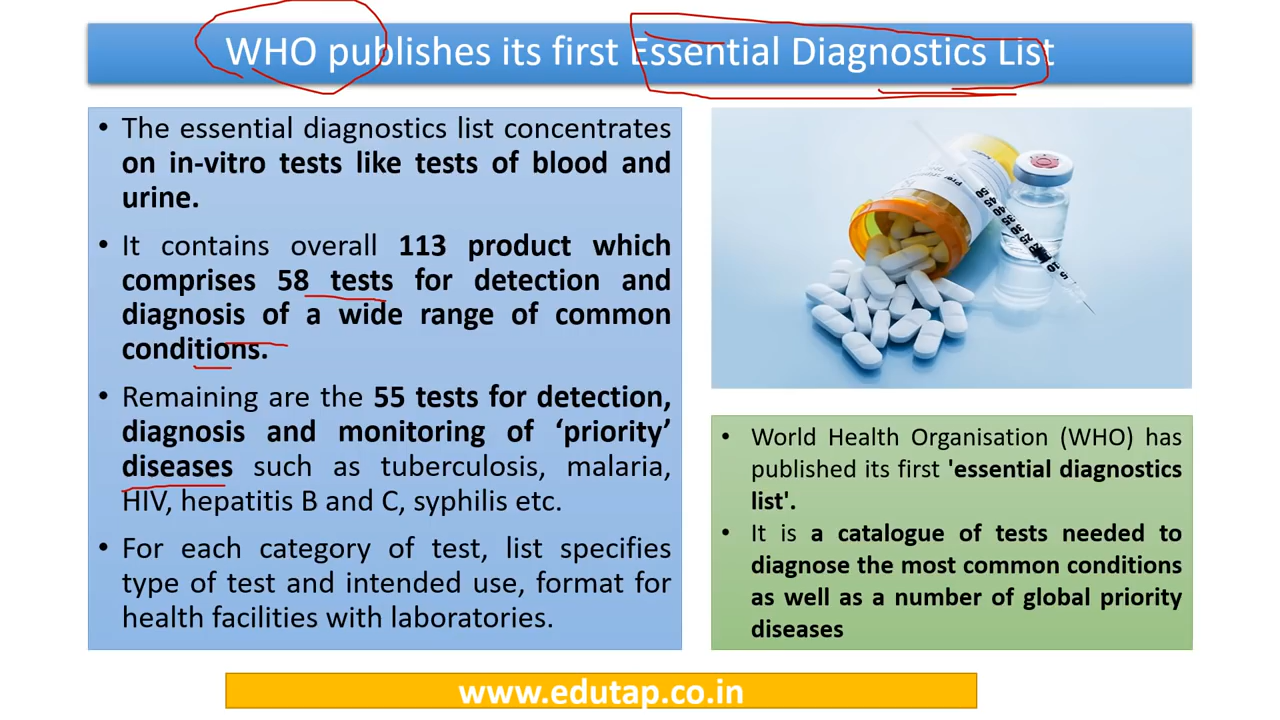 WHO publishes its first Essential Diagnostics List
• The essential diagnostics list concentrates
on in-vitro tests like tests of blood and
urine.
• It contains overall 113 product which
comprises 58 tests for detection and
diagnosis of a wide range of common
conditions.
• Remaining are the 55 tests for detection,
diagnosis and monitoring of ‘priority’
diseases such as tuberculosis, malaria,
HIV, hepatitis B and C, syphilis etc.
• For each category of test, list specifies
type of test and intended use, format for
health facilities with laboratories.
• World Health Organisation (WHO) has
published its first 'essential diagnostics
list'.
• It is a catalogue of tests needed to
diagnose the most common conditions
as well as a number of global priority
diseases
www.edutap.co.in